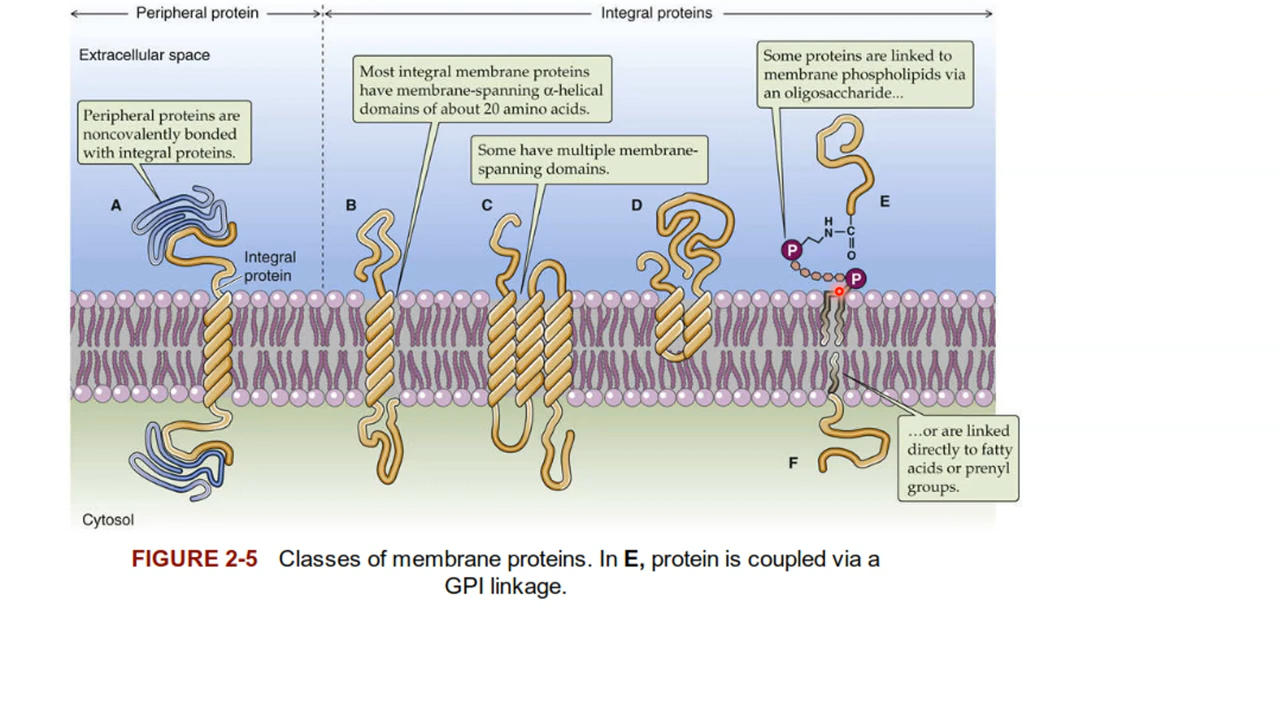 Peripheral protein
Integral proteins
Extracellular space
Peripheral proteins are
noncovalently bonded
with integral proteins.
Most integral membrane proteins
have membrane-spanning α-helical
domains of about 20 amino acids.
Some have multiple membrane-
spanning domains.
Some proteins are linked to
membrane phospholipids via
an oligosaccharide...
A
B
C
D
E
Integral
protein
H
N
C
O
P
P
...or are linked
directly to fatty
acids or prenyl
groups.
F
Cytosol
FIGURE 2-5 Classes of membrane proteins. In E, protein is coupled via a
GPI linkage.